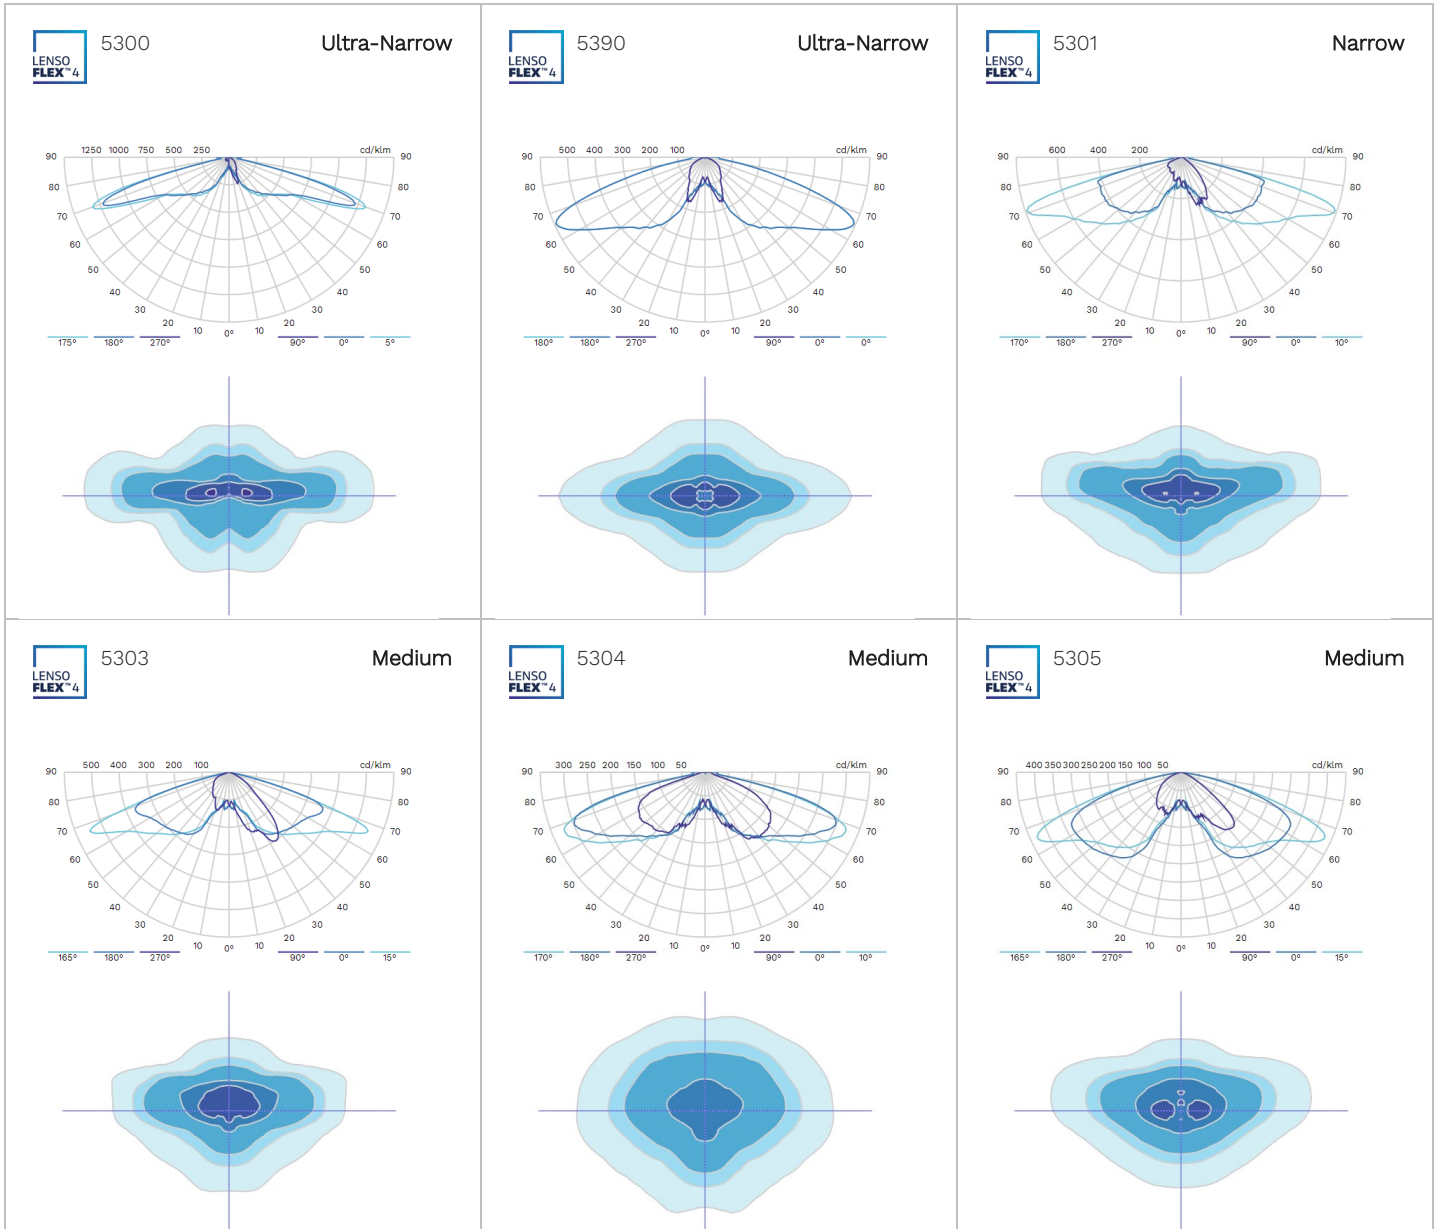 5300 Ultra-Narrow
LENSO
FLEX™4
1250 1000 750 500 250 cd/klm
90 90
80 80
70 70
60 60
50 50
40 40
30 30
20 20
10 0° 10
175° 180° 270° 90° 0° 5°
5390 Ultra-Narrow
LENSO
FLEX™4
500 400 300 200 100 cd/klm
90 90
80 80
70 70
60 60
50 50
40 40
30 30
20 20
10 0° 10
180° 180° 270° 90° 0° 0°
5301 Narrow
LENSO
FLEX™4
600 400 200 cd/klm
90 90
80 80
70 70
60 60
50 50
40 40
30 30
20 20
10 0° 10
170° 180° 270° 90° 0° 10°
5303 Medium
LENSO
FLEX™4
500 400 300 200 100 cd/klm
90 90
80 80
70 70
60 60
50 50
40 40
30 30
20 20
10 0° 10
165° 180° 270° 90° 0° 15°
5304 Medium
LENSO
FLEX™4
300 250 200 150 100 50 cd/klm
90 90
80 80
70 70
60 60
50 50
40 40
30 30
20 20
10 0° 10
170° 180° 270° 90° 0° 10°
5305 Medium
LENSO
FLEX™4
400 350 300 250 200 150 100 50 cd/klm
90 90
80 80
70 70
60 60
50 50
40 40
30 30
20 20
10 0° 10
165° 180° 270° 90° 0° 15°